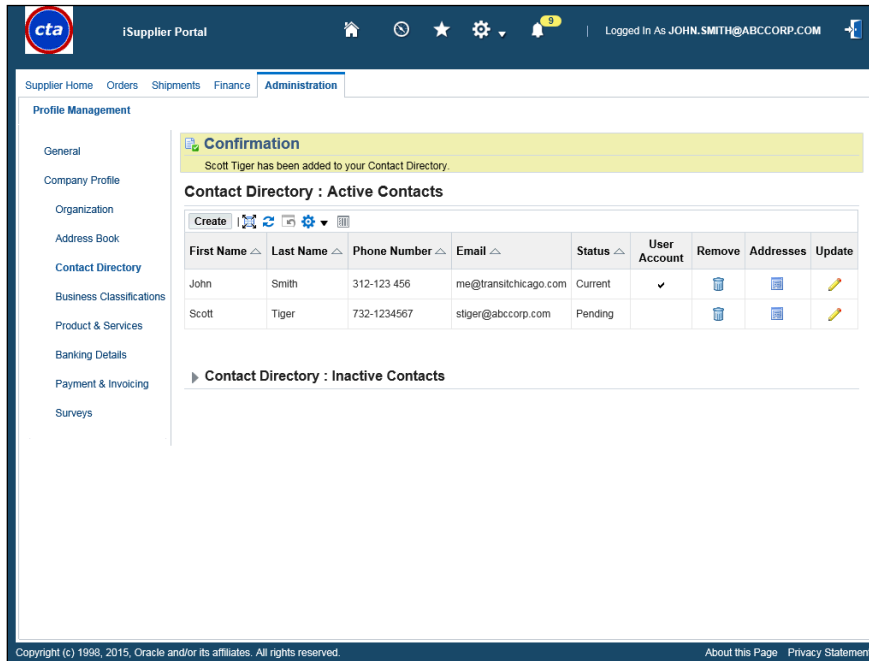 cta
iSupplier Portal
9
| Logged In As JOHN.SMITH@ABCCORP.COM
Supplier Home Orders Shipments Finance Administration
Profile Management
General
Company Profile
Organization
Address Book
Contact Directory
Business Classifications
Product & Services
Banking Details
Payment & Invoicing
Surveys
Confirmation
Scott Tiger has been added to your Contact Directory.
Contact Directory : Active Contacts
Create
First Name Last Name Phone Number Email Status User Account Remove Addresses Update
John Smith 312-123 456 me@transitchicago.com Current
Scott Tiger 732-1234567 stiger@abccorp.com Pending
Contact Directory : Inactive Contacts
Copyright (c) 1998, 2015, Oracle and/or its affiliates. All rights reserved.
About this Page Privacy Statement